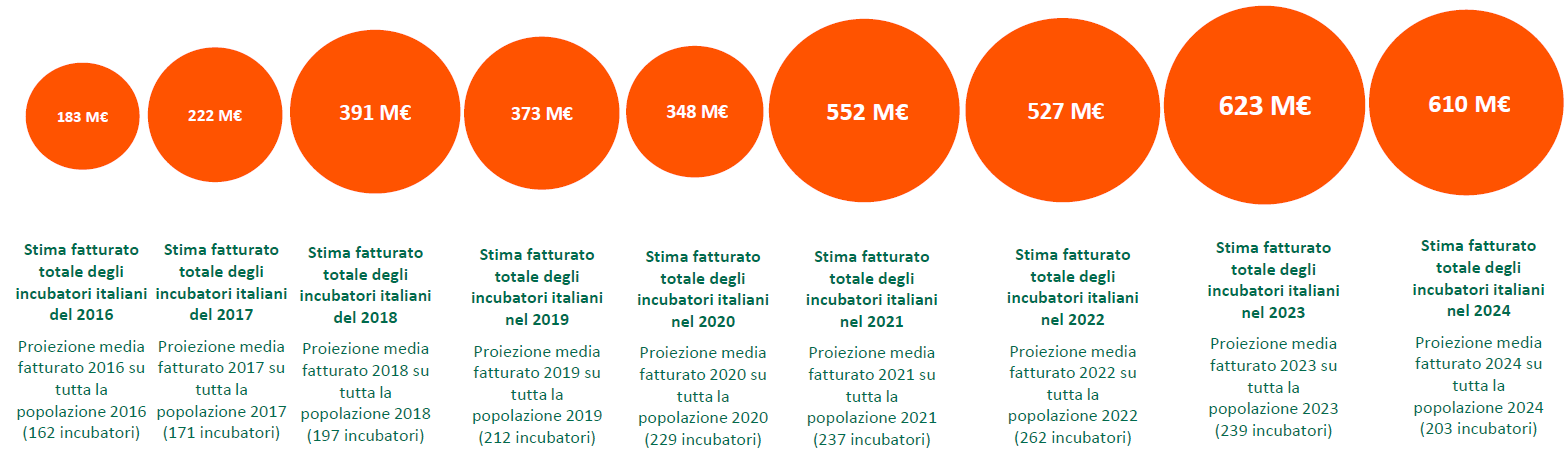 183 M€
222 M€
391 M€
373 M€
348 M€
552 M€
527 M€
623 M€
610 M€
Stima fatturato
totale degli
incubatori italiani
del 2016
Proiezione media
fatturato 2016 su
tutta la
popolazione 2016
(162 incubatori)
Stima fatturato
totale degli
incubatori italiani
del 2017
Proiezione media
fatturato 2017 su
tutta la
popolazione 2017
(171 incubatori)
Stima fatturato
totale degli
incubatori italiani
del 2018
Proiezione media
fatturato 2018 su
tutta la
popolazione 2018
(197 incubatori)
Stima fatturato
totale degli
incubatori italiani
nel 2019
Proiezione media
fatturato 2019 su
tutta la
popolazione 2019
(212 incubatori)
Stima fatturato
totale degli
incubatori italiani
nel 2020
Proiezione media
fatturato 2020 su
tutta la
popolazione 2020
(229 incubatori)
Stima fatturato
totale degli
incubatori italiani
nel 2021
Proiezione media
fatturato 2021 su
tutta la
popolazione 2021
(237 incubatori)
Stima fatturato
totale degli
incubatori italiani
nel 2022
Proiezione media
fatturato 2022 su
tutta la
popolazione 2022
(262 incubatori)
Stima fatturato
totale degli
incubatori italiani
nel 2023
Proiezione media
fatturato 2023 su
tutta la
popolazione 2023
(239 incubatori)
Stima fatturato
totale degli
incubatori italiani
nel 2024
Proiezione media
fatturato 2024 su
tutta la
popolazione 2024
(203 incubatori)